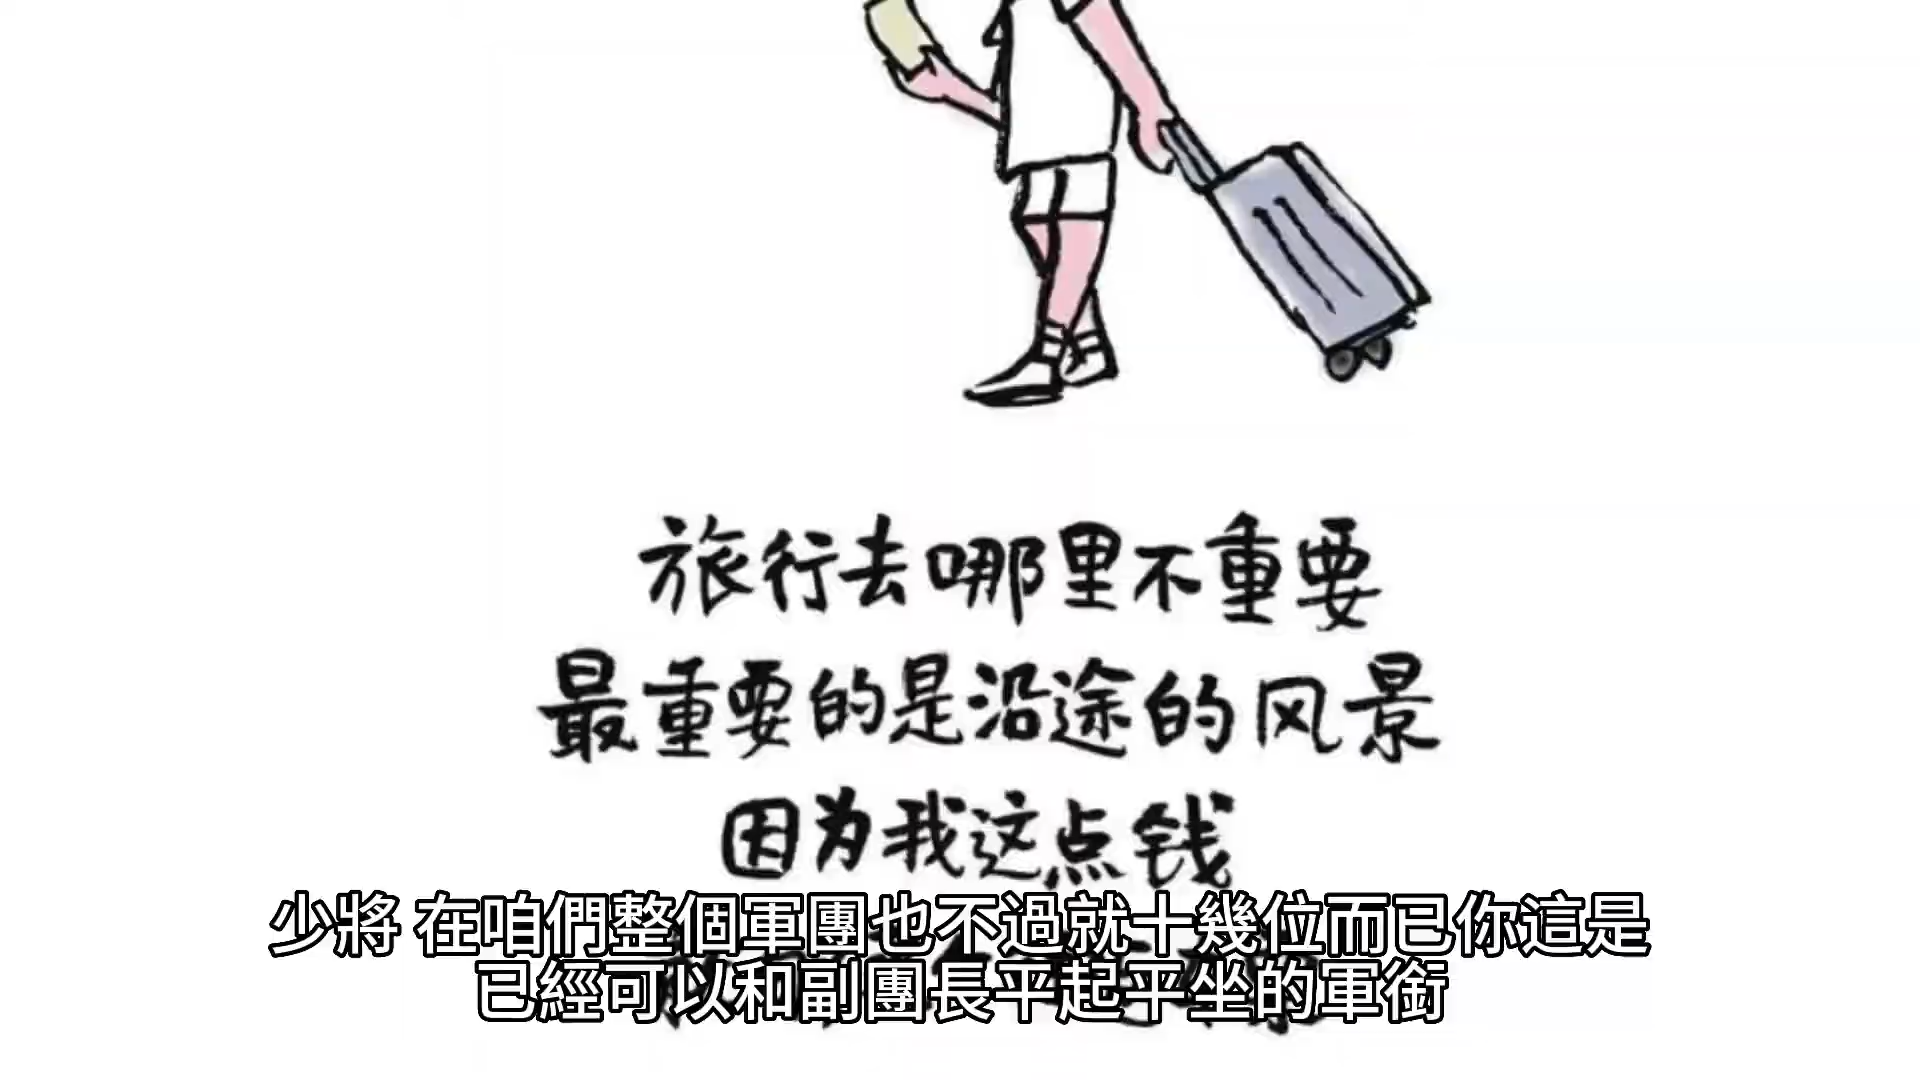 旅行去哪里不重要
最重要的是沿途的风景
因为我这点钱
少將 在咱們整個軍團也不過就十幾位而已你這是
已經可以和副團長平起平坐的軍銜